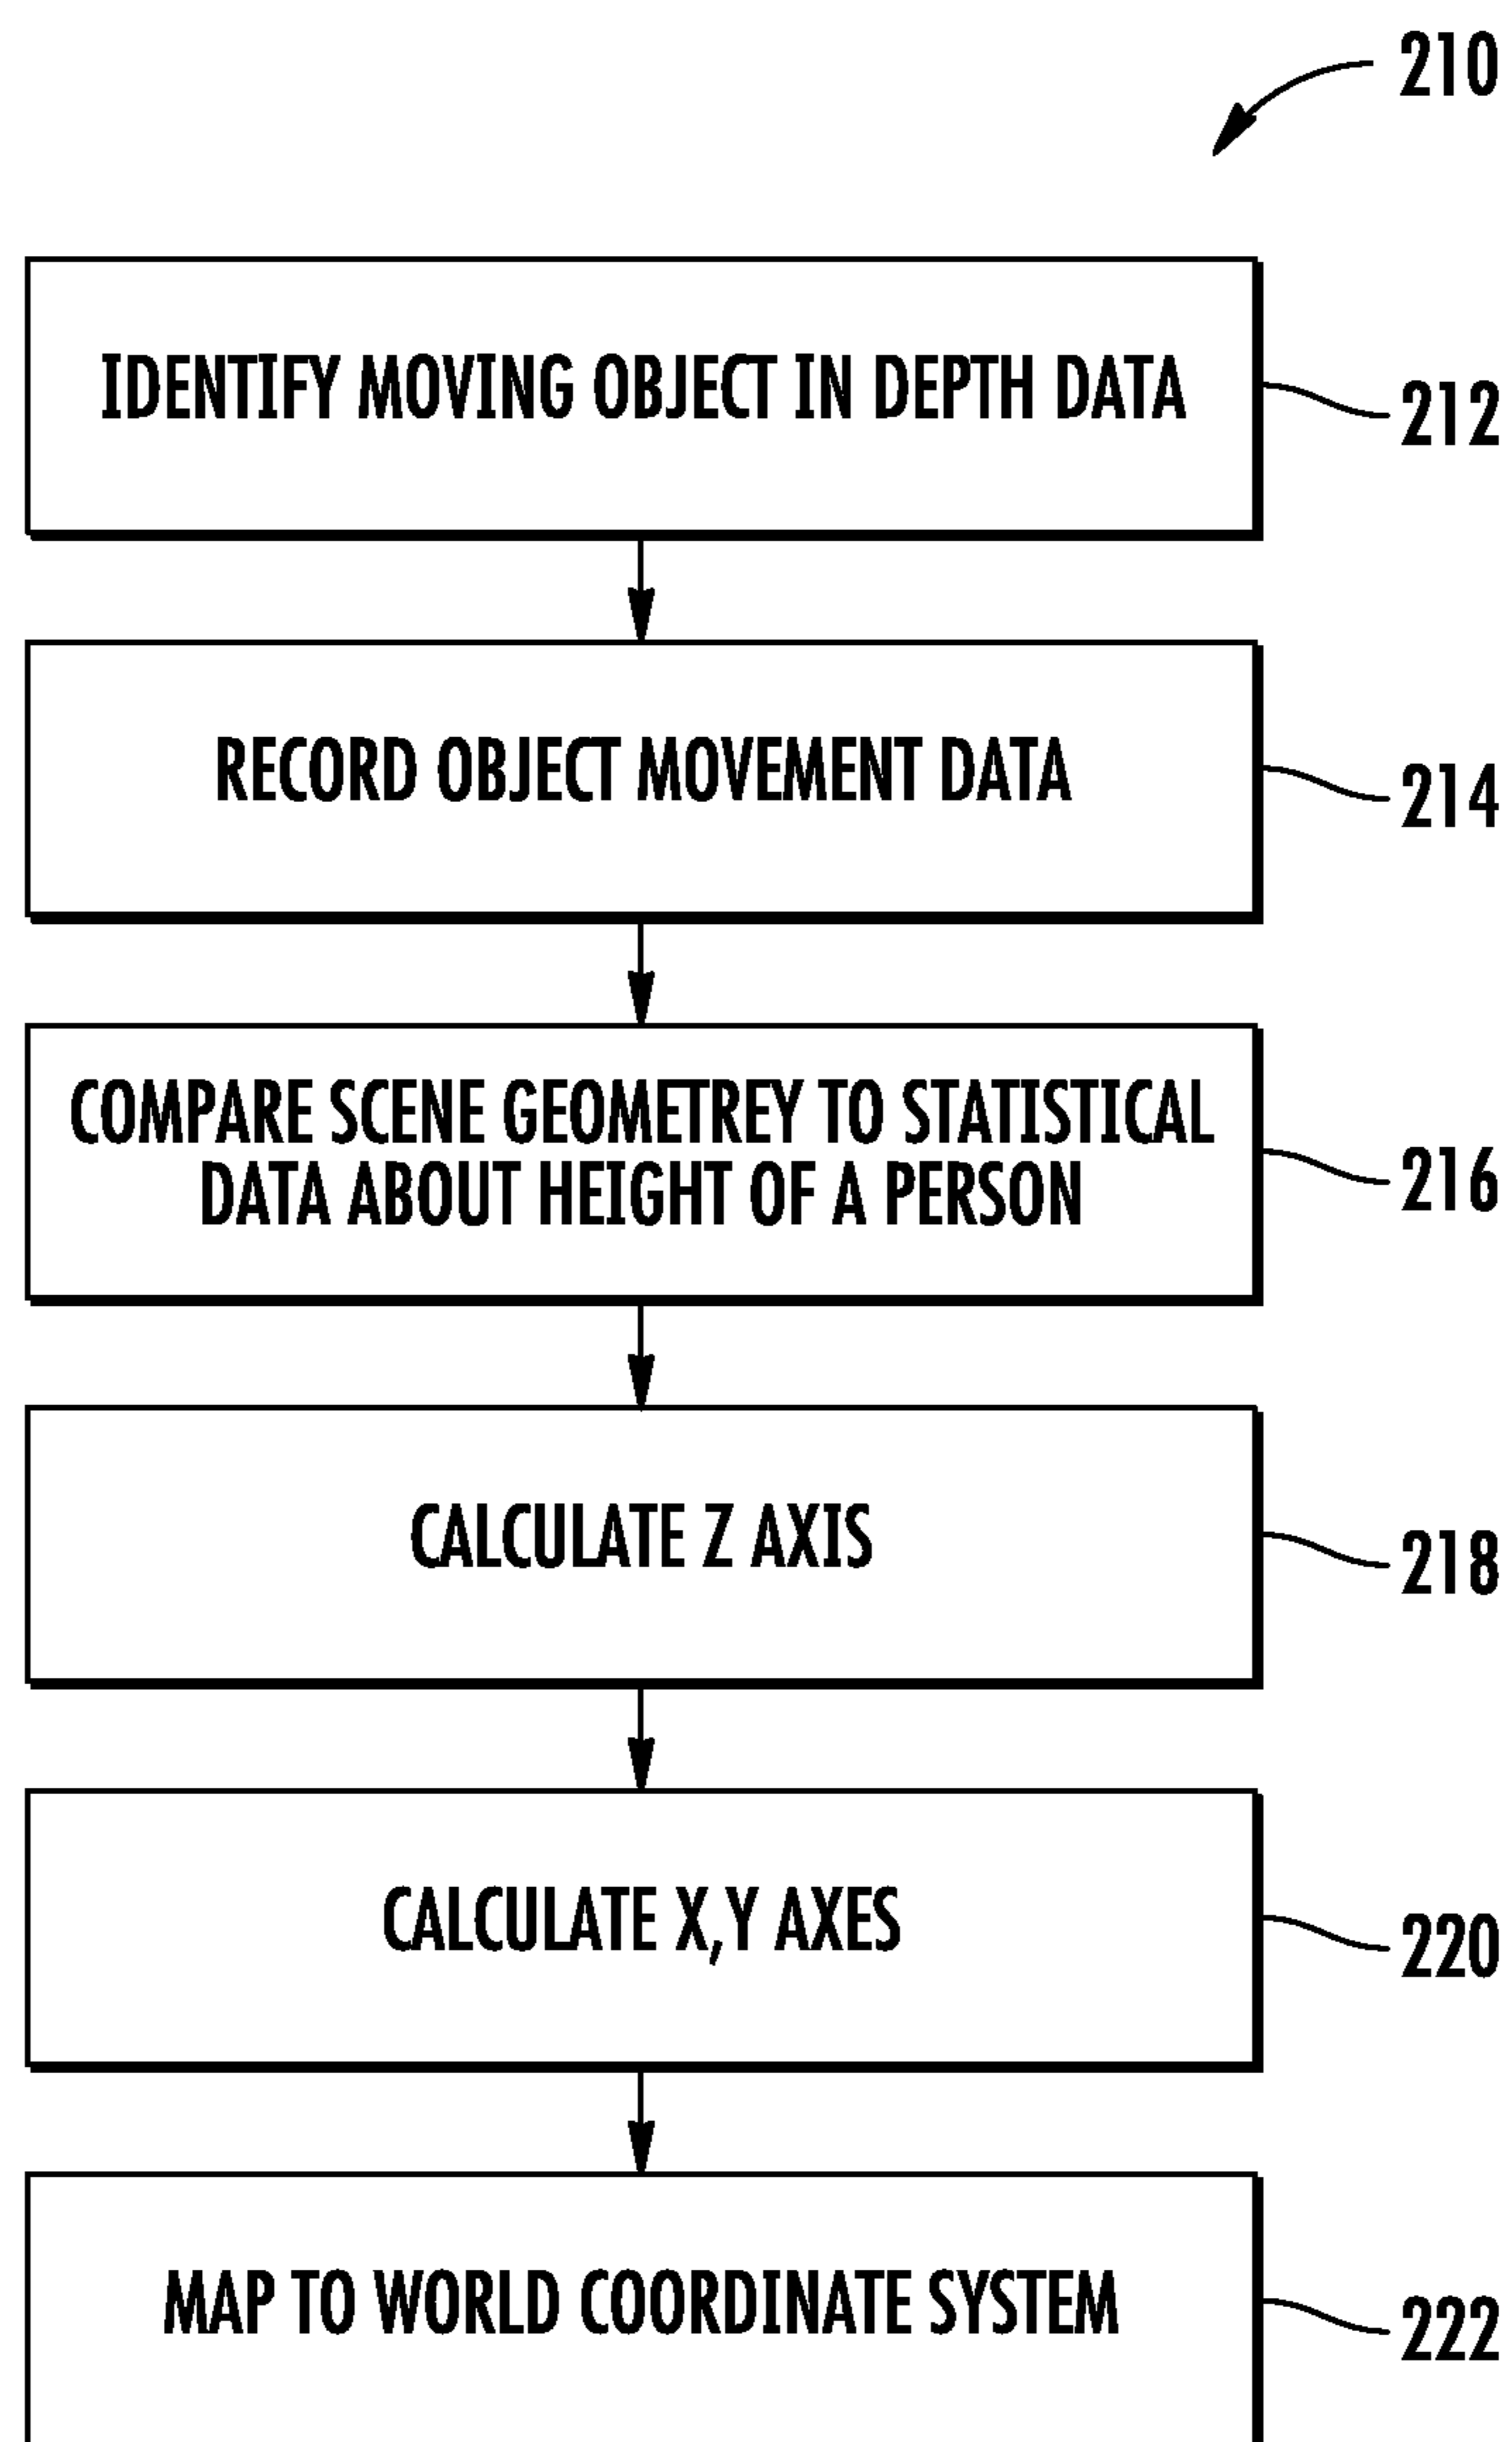 210
IDENTIFY MOVING OBJECT IN DEPTH DATA
212
RECORD OBJECT MOVEMENT DATA
214
COMPARE SCENE GEOMETREY TO STATISTICAL
DATA ABOUT HEIGHT OF A PERSON
216
CALCULATE Z AXIS
218
CALCULATE X,Y AXES
220
MAP TO WORLD COORDINATE SYSTEM
222